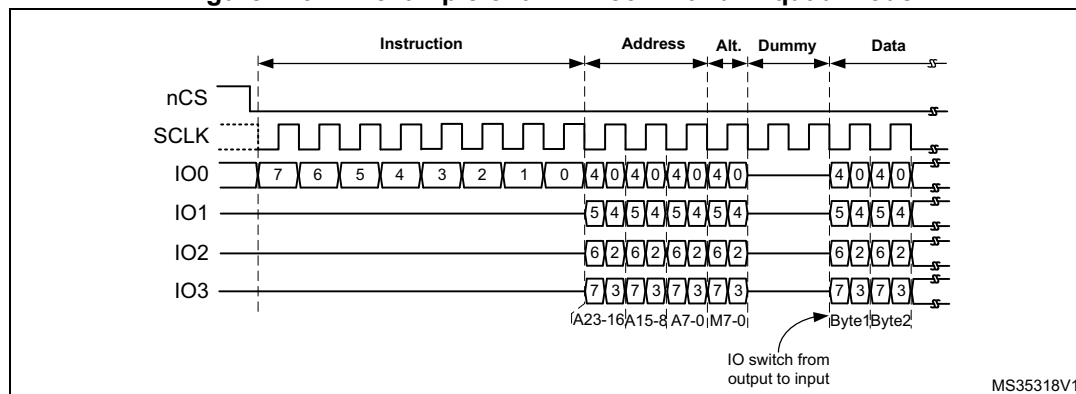 Instruction Address Alt. Dummy Data
nCS
SCLK
IO0 7 6 5 4 3 2 1 0 4 0 4 0 4 0 4 0 4 0 4 0
IO1 5 4 5 4 5 4 5 4 5 4 5 4
IO2 6 2 6 2 6 2 6 2 6 2 6 2
IO3 7 3 7 3 7 3 7 3 7 3 7 3
A23-16 A15-8 A7-0 M7-0 Byte1 Byte2
IO switch from
output to input
MS35318V1